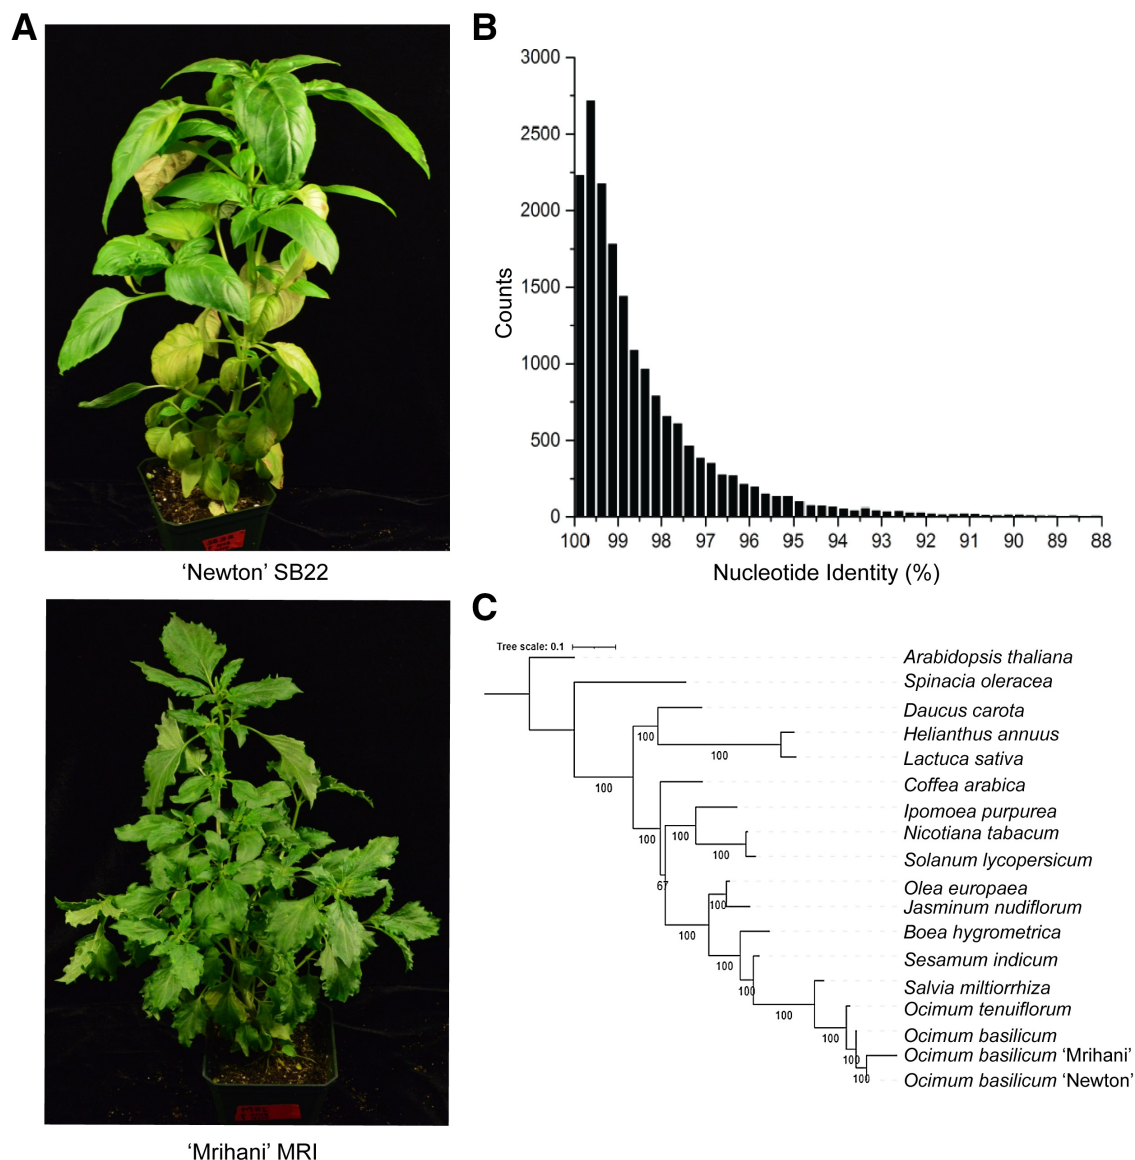 A
'Newton' SB22
'Mrihani' MRI
B
3000
2500
2000
1500
1000
500
0
Counts
100 99 98 97 96 95 94 93 92 91 90 89 88
Nucleotide Identity (%)
C
Tree scale: 0.1
Arabidopsis thaliana
Spinacia oleracea
Daucus carota
100
Helianthus annuus
100
Lactuca sativa
100
Coffea arabica
Ipomoea purpurea
100
Nicotiana tabacum
100
100
Solanum lycopersicum
67
Olea europaea
100
Jasminum nudiflorum
100
Boea hygrometrica
100
Sesamum indicum
100
Salvia miltiorrhiza
100
Ocimum tenuiflorum
100
Ocimum basilicum
100
Ocimum basilicum 'Mrihani'
100
Ocimum basilicum 'Newton'